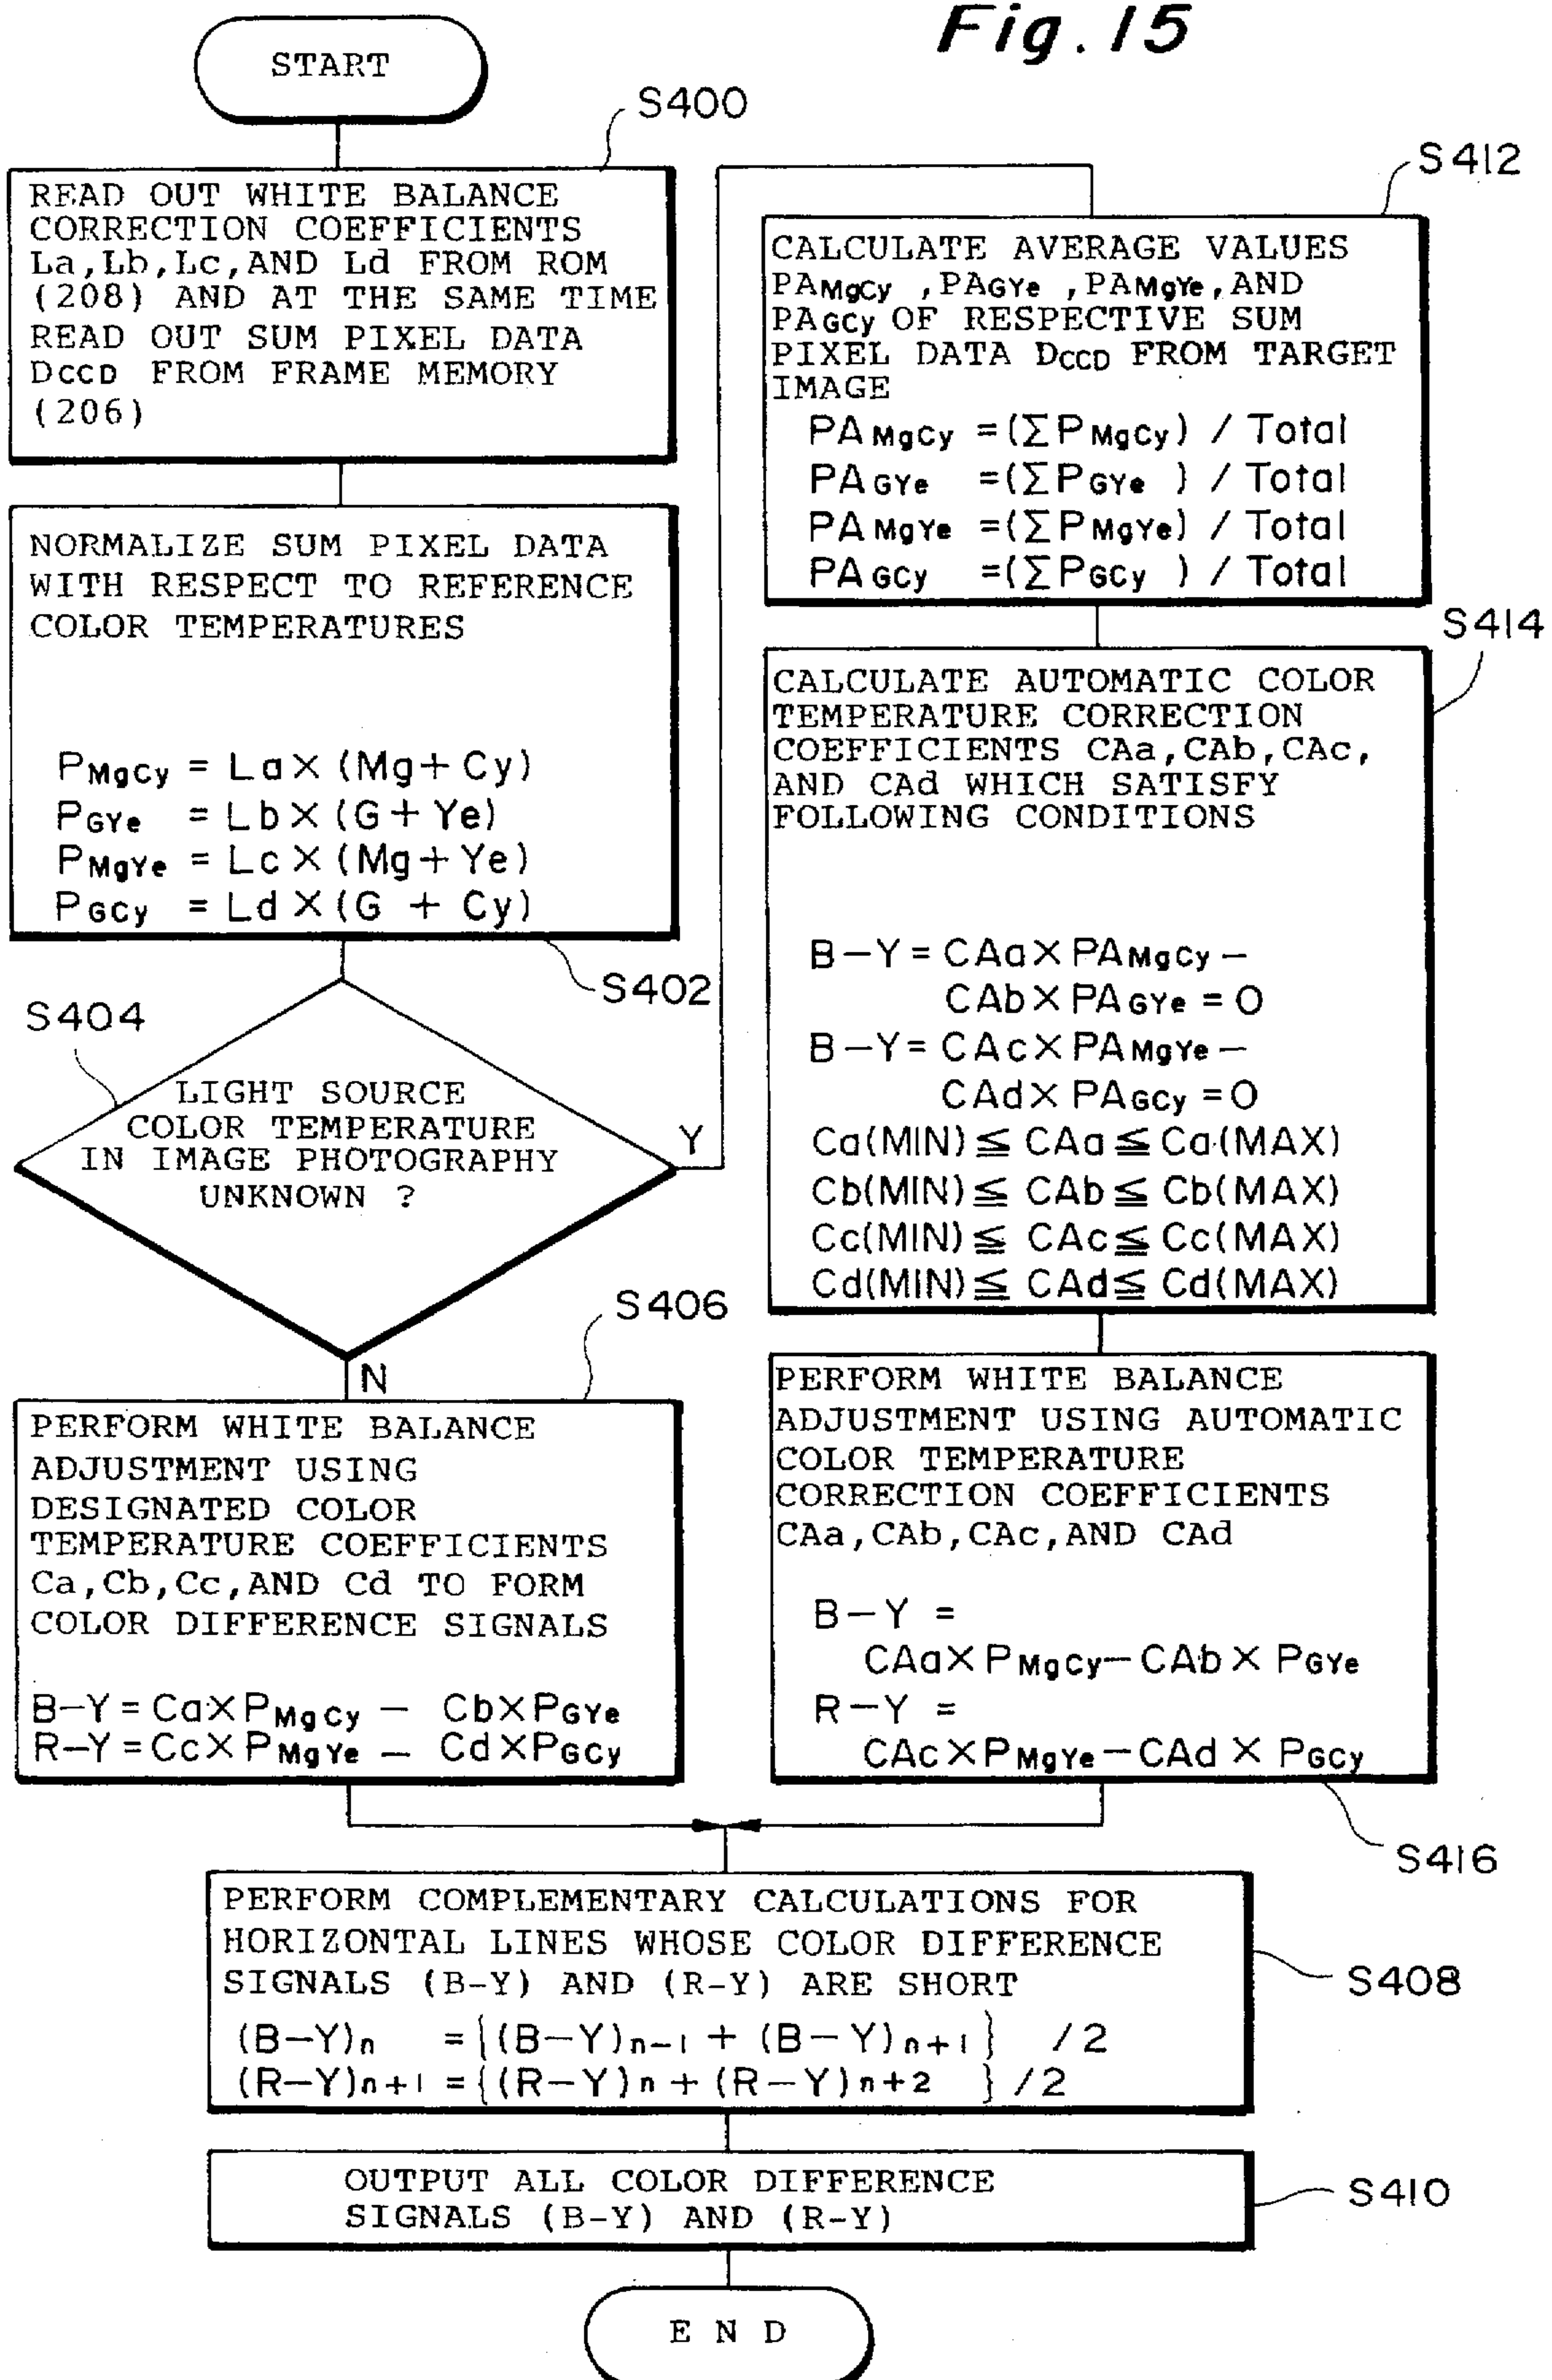 Fig. 15
START
S400
READ OUT WHITE BALANCE
CORRECTION COEFFICIENTS
La,Lb,Lc,AND Ld FROM ROM
(208) AND AT THE SAME TIME
READ OUT SUM PIXEL DATA
DCCD FROM FRAME MEMORY
(206)
NORMALIZE SUM PIXEL DATA
WITH RESPECT TO REFERENCE
COLOR TEMPERATURES
PMgCy = La×(Mg+Cy)
PGYe = Lb×(G+Ye)
PMgYe = Lc×(Mg+Ye)
PGCy = Ld×(G + Cy)
S402
S404
LIGHT SOURCE
COLOR TEMPERATURE
IN IMAGE PHOTOGRAPHY
UNKNOWN ?
Y
N
S406
PERFORM WHITE BALANCE
ADJUSTMENT USING
DESIGNATED COLOR
TEMPERATURE COEFFICIENTS
Ca,Cb,Cc,AND Cd TO FORM
COLOR DIFFERENCE SIGNALS
B−Y=Ca×PMgCy − Cb×PGYe
R−Y=Cc×PMgYe − Cd×PGCy
S412
CALCULATE AVERAGE VALUES
PAMgCy ,PAGYe ,PAMgYe,AND
PAGCy OF RESPECTIVE SUM
PIXEL DATA DCCD FROM TARGET
IMAGE
PAMgCy =(ΣPMgCy) / Total
PAGYe =(ΣPGYe ) / Total
PAMgYe =(ΣPMgYe) / Total
PAGCy =(ΣPGCy ) / Total
S414
CALCULATE AUTOMATIC COLOR
TEMPERATURE CORRECTION
COEFFICIENTS CAa,CAb,CAc,
AND CAd WHICH SATISFY
FOLLOWING CONDITIONS
B−Y= CAa×PAMgCy −
CAb×PAGYe = 0
B−Y= CAc×PAMgYe −
CAd×PAGCy = 0
Ca(MIN)≦ CAa ≦ Ca(MAX)
Cb(MIN)≦ CAb ≦ Cb(MAX)
Cc(MIN)≦ CAc ≦ Cc(MAX)
Cd(MIN)≦ CAd ≦ Cd(MAX)
PERFORM WHITE BALANCE
ADJUSTMENT USING AUTOMATIC
COLOR TEMPERATURE
CORRECTION COEFFICIENTS
CAa,CAb,CAc,AND CAd
B−Y =
CAa×PMgCy−CAb×PGYe
R−Y =
CAc×PMgYe−CAd × PGCy
S416
PERFORM COMPLEMENTARY CALCULATIONS FOR
HORIZONTAL LINES WHOSE COLOR DIFFERENCE
SIGNALS (B-Y) AND (R-Y) ARE SHORT
(B−Y)n ={(B−Y)n−1 + (B−Y)n+1} /2
(R−Y)n+1 ={(R−Y)n + (R−Y)n+2 } /2
S408
OUTPUT ALL COLOR DIFFERENCE
SIGNALS (B-Y) AND (R-Y)
S410
E N D